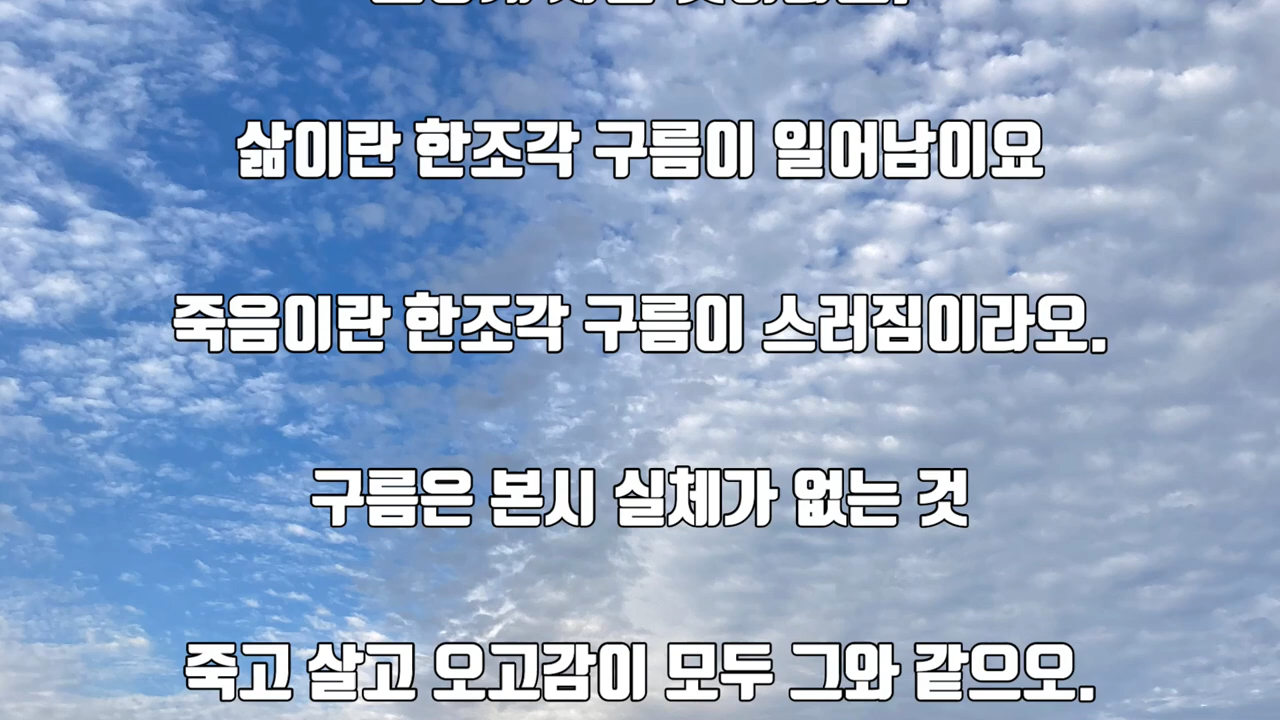 삶이란 한조각 구름이 일어남이요
죽음이란 한조각 구름이 스러짐이라오.
구름은 본시 실체가 없는 것
죽고 살고 오고감이 모두 그와 같으오.